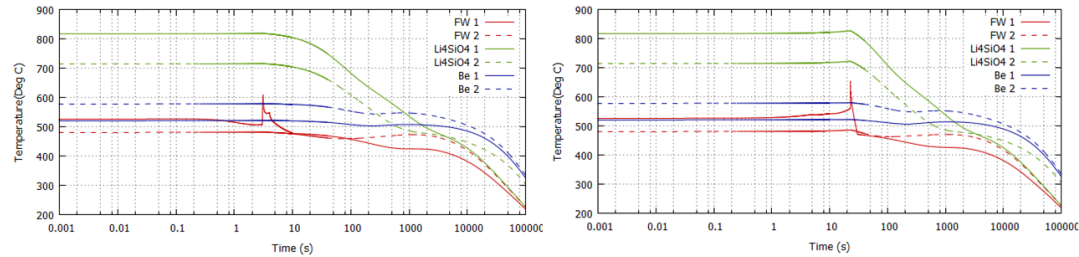 900
800
700
600
500
400
300
200
Temperature(Deg C)
0.001 0.01 0.1 1 10 100 1000 10000 100000
Time (s)
FW 1
FW 2
Li4SiO4 1
Li4SiO4 2
Be 1
Be 2
900
800
700
600
500
400
300
200
Temperature(Deg C)
0.001 0.01 0.1 1 10 100 1000 10000 100000
Time (s)
FW 1
FW 2
Li4SiO4 1
Li4SiO4 2
Be 1
Be 2